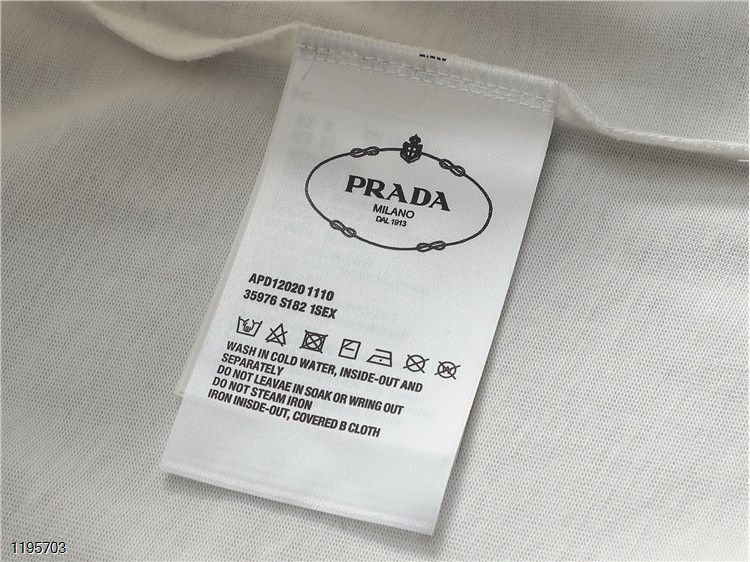 PRADA
MILANO
DAL 1913
APD12020 1110
35976 S182 1SEX
WASH IN COLD WATER, INSIDE-OUT AND
SEPARATELY
DO NOT LEAVAE IN SOAK OR WRING OUT
DO NOT STEAM IRON
IRON INISDE-OUT, COVERED B CLOTH
1195703